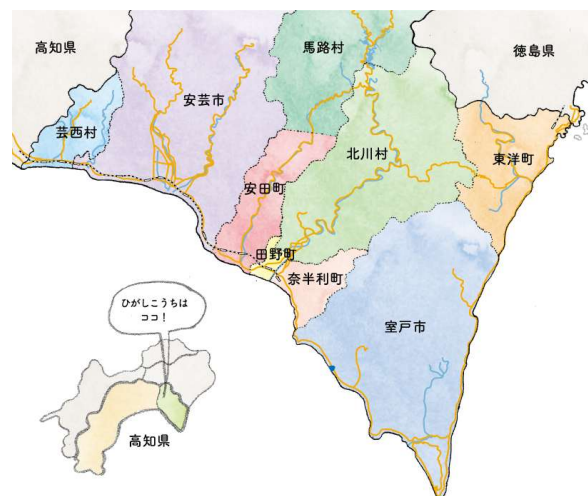 高知県
馬路村
徳島県
安芸市
芸西村
北川村
東洋町
安田町
田野町
奈半利町
室戸市
ひがしこうちは
ココ！
高知県